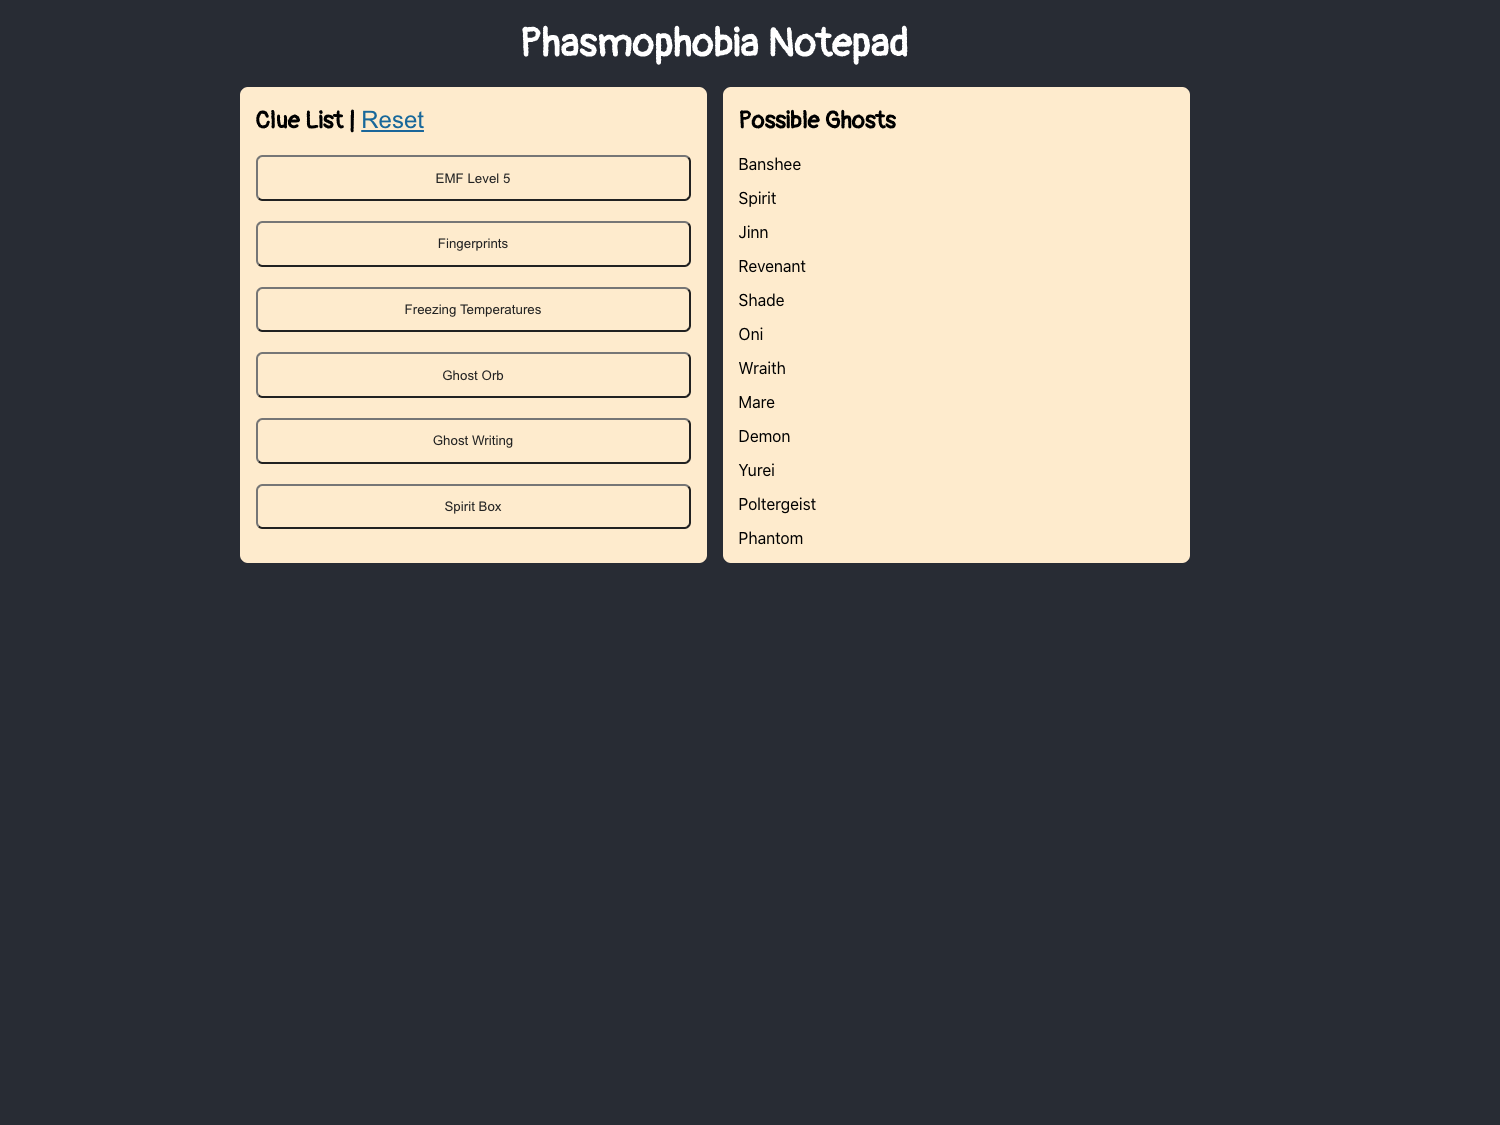 Phasmophobia Notepad
Clue List | Reset
EMF Level 5
Fingerprints
Freezing Temperatures
Ghost Orb
Ghost Writing
Spirit Box
Possible Ghosts
Banshee
Spirit
Jinn
Revenant
Shade
Oni
Wraith
Mare
Demon
Yurei
Poltergeist
Phantom